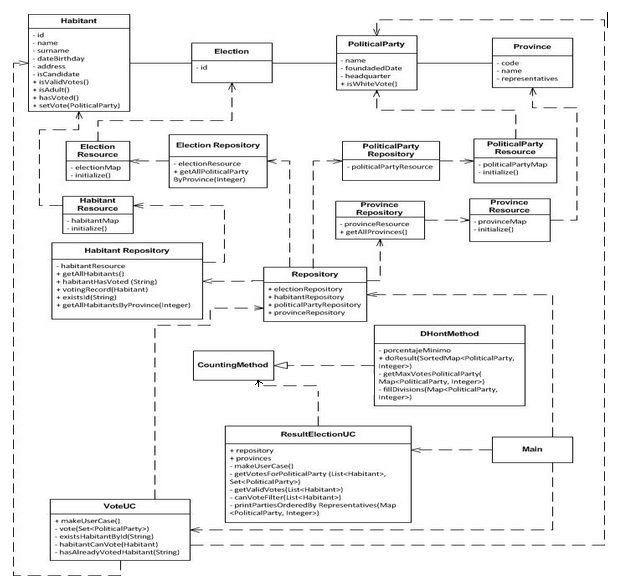 Habitant
- id
- name
- surname
- dateBirthday
- address
- isCandidate
+ isValidVotes()
+ isAdult()
+ hasVoted()
+ setVote(PoliticalParty)
Election
- id
PoliticalParty
- name
- foundadedDate
- headquarter
+ isWhiteVote()
Province
- code
- name
- representatives
Election
Resource
- electionMap
- initialize()
Election Repository
- electionResource
+ getAllPoliticalParty
ByProvince(Integer)
PoliticalParty
Repository
- politicalPartyResource
PoliticalParty
Resource
- politicalPartyMap
- initialize()
Habitant
Resource
- habitantMap
- initialize()
Province
Repository
- provinceResource
+ getAllProvinces()
Province
Resource
- provinceMap
- initialize()
Habitant Repository
- habitantResource
+ getAllHabitants()
+ habitantHasVoted (String)
+ votingRecord(Habitant)
+ existsId(String)
+ getAllHabitantsByProvince(Integer)
Repository
+ electionRepository
+ habitantRepository
+ politicalPartyRepository
+ provinceRepository
DHontMethod
- porcentajeMinimo
+ doResult(SortedMap<PoliticalParty,
Integer>)
- getMaxVotesPoliticalParty(
Map<PoliticalParty, Integer>)
- fillDivisions(Map<PoliticalParty,
Integer>)
CountingMethod
ResultElectionUC
+ repository
+ provinces
- makeUserCase()
- getVotesForPoliticalParty (List<Habitant>,
Set<PoliticalParty>)
- getValidVotes(List<Habitant>)
- canVoteFilter(List<Habitant>)
- printPartiesOrderedBy Representatives(Map
<PoliticalParty, Integer>)
Main
VoteUC
+ makeUserCase()
- vote(Set<PoliticalParty>)
- existsHabitantById(String)
- habitantCanVote(Habitant)
- hasAlreadyVotedHabitant(String)